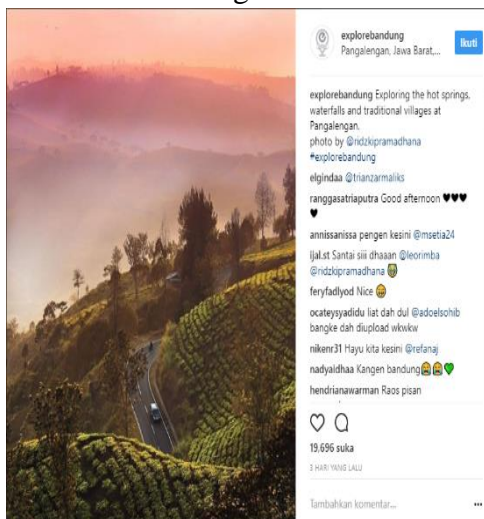 explorebandung
Pangalengan, Jawa Barat,...
Ikuti
explorebandung Exploring the hot springs,
waterfalls and traditional villages at
Pangalengan.
photo by @ridzkipramadhana
#explorebandung
elgindaa @trianzarmaliks
ranggasatriaputra Good afternoon ♥♥♥
♥
annissanissa pengen kesini @msetia24
ijal.st Santai siii dhaaan @leorimba
@ridzkipramadhana
feryfadlyod Nice
ocateysyadidu liat dah dul @adoelsohib
bangke dah diupload wkwkw
nikenr31 Hayu kita kesini @refanaj
nadyaidhaa Kangen bandung
hendrianawarman Raos pisan
19,696 suka
3 HARI YANG LALU
Tambahkan komentar...